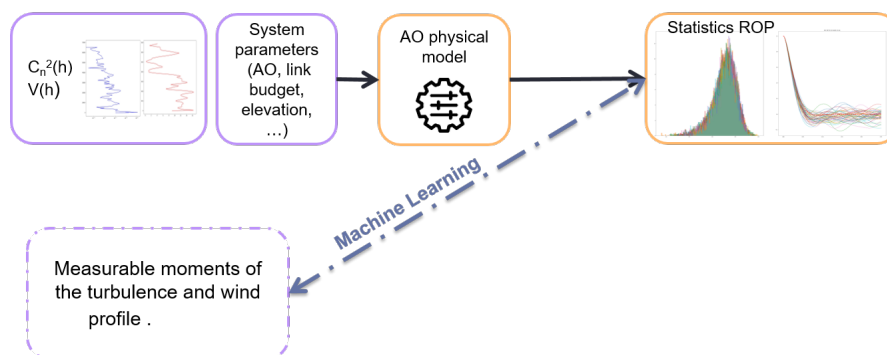 C_n²(h)
V(h)
System
parameters
(AO, link
budget,
elevation,
…)
AO physical
model
Statistics ROP
Machine Learning
Measurable moments of
the turbulence and wind
profile .